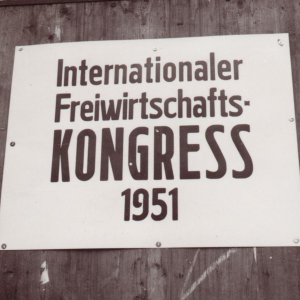 Internationaler
Freiwirtschafts-
KONGRESS
1951